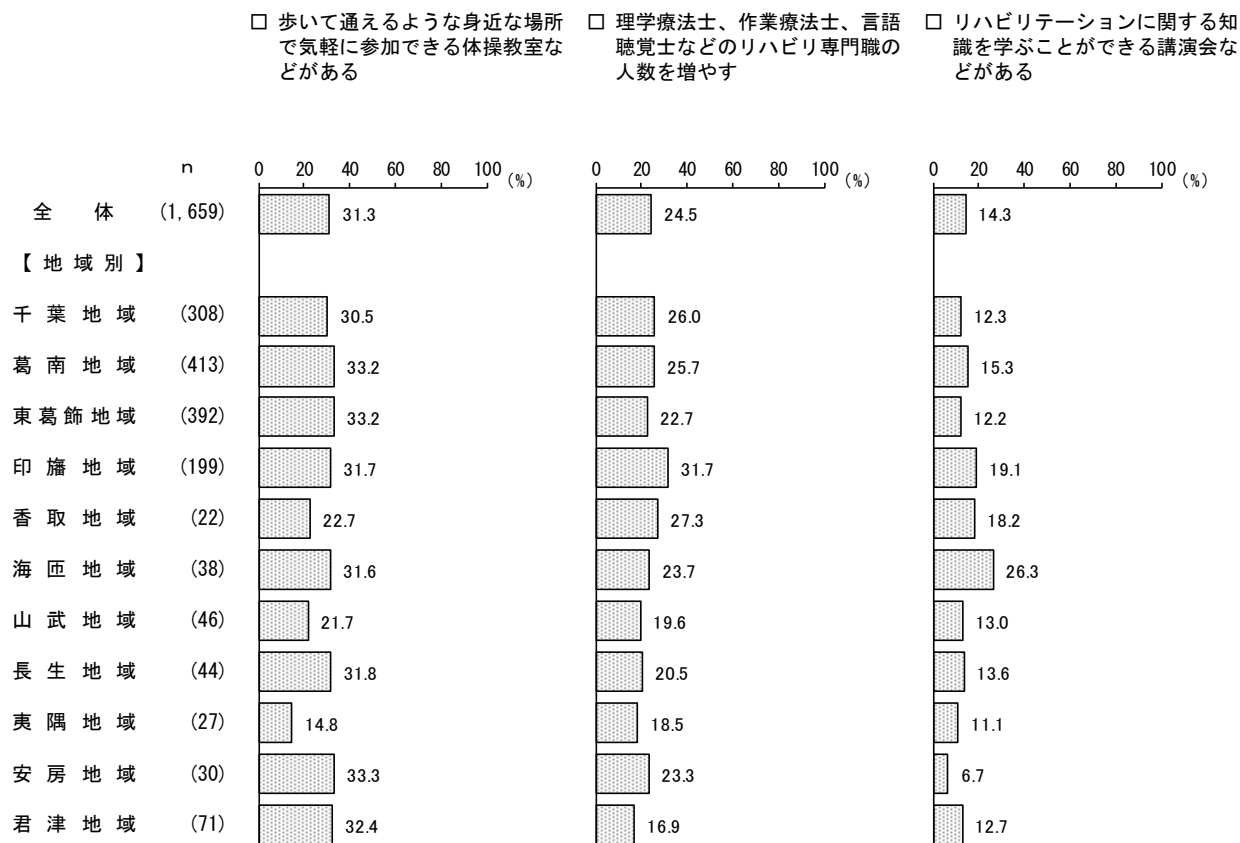 □ 歩いて通えるような身近な場所
で気軽に参加できる体操教室な
どがある
□ 理学療法士、作業療法士、言語
聴覚士などのリハビリ専門職の
人数を増やす
□ リハビリテーションに関する知
識を学ぶことができる講演会な
どがある
n 0 20 40 60 80 100 (%) 0 20 40 60 80 100 (%) 0 20 40 60 80 100 (%)
全体 (1,659) 31.3 24.5 14.3
【地域別】
千葉地域 (308) 30.5 26.0 12.3
葛南地域 (413) 33.2 25.7 15.3
東葛飾地域 (392) 33.2 22.7 12.2
印旛地域 (199) 31.7 31.7 19.1
香取地域 (22) 22.7 27.3 18.2
海匝地域 (38) 31.6 23.7 26.3
山武地域 (46) 21.7 19.6 13.0
長生地域 (44) 31.8 20.5 13.6
夷隅地域 (27) 14.8 18.5 11.1
安房地域 (30) 33.3 23.3 6.7
君津地域 (71) 32.4 16.9 12.7